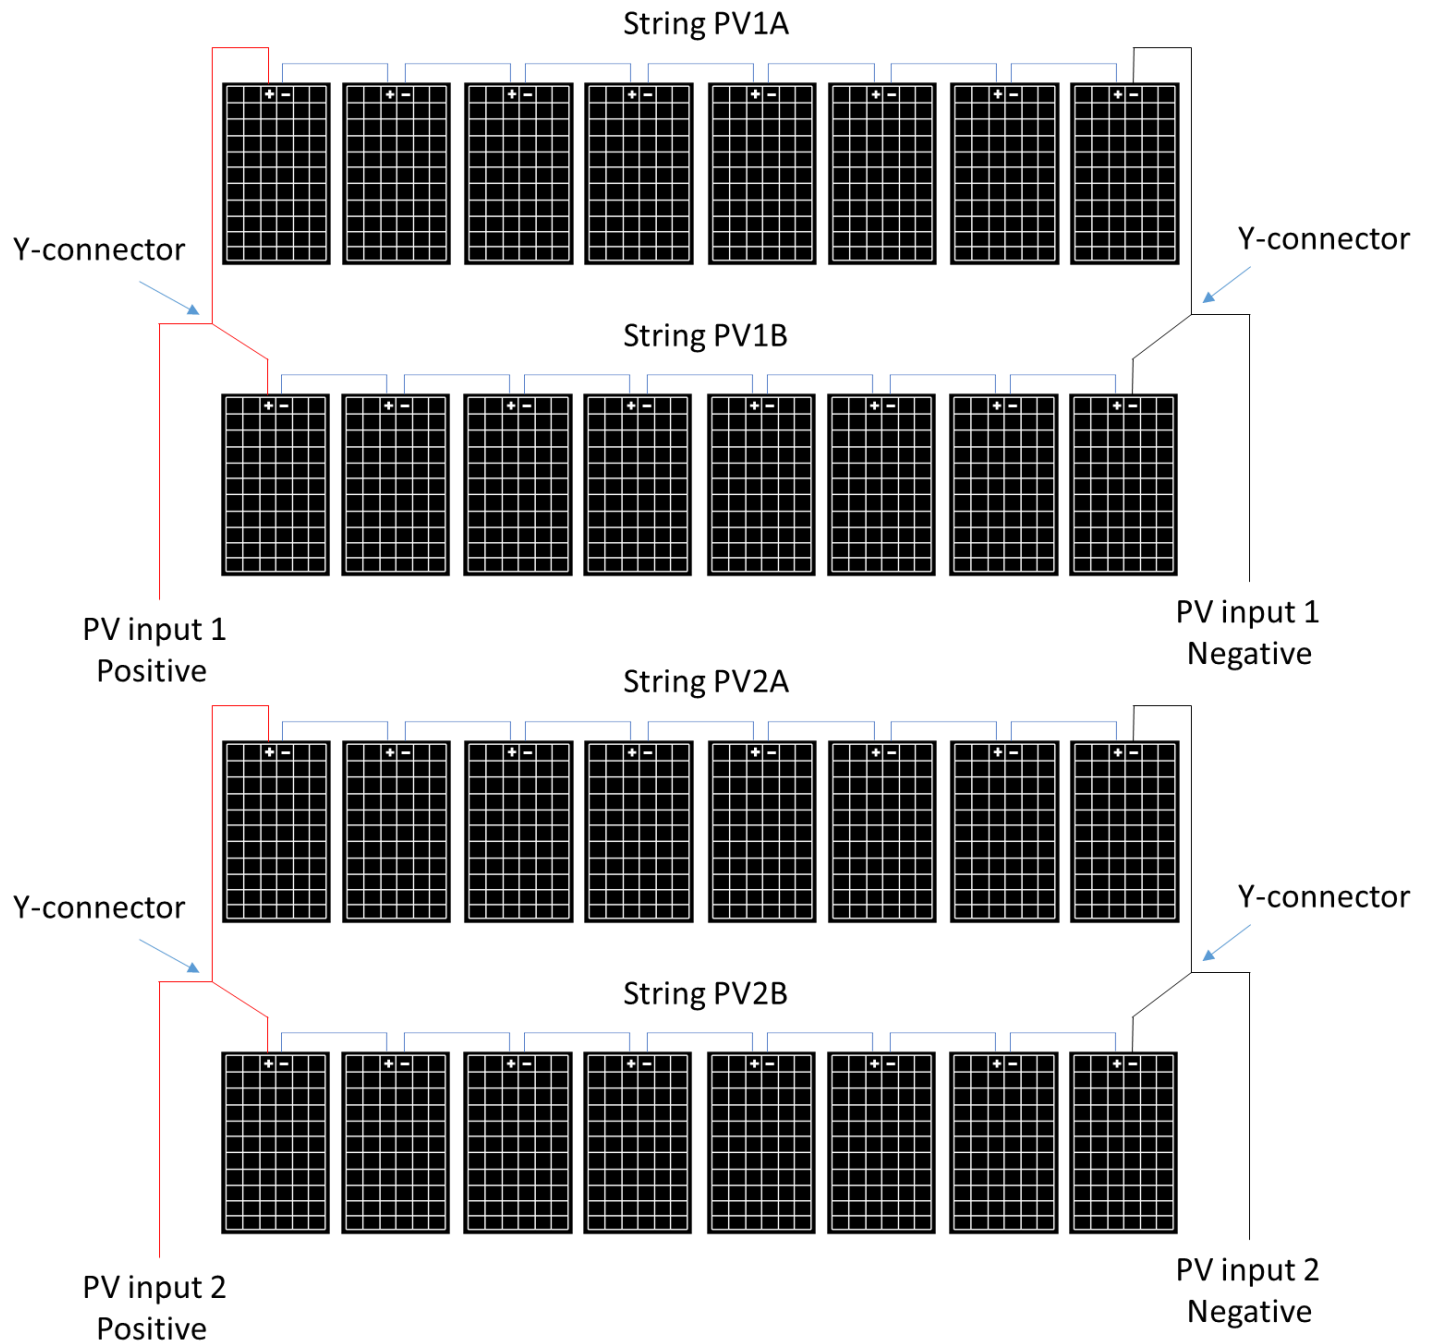 String PV1A
+ - + - + - + - + - + - + - + -
Y-connector
Y-connector
String PV1B
+ - + - + - + - + - + - + - + -
PV input 1
Positive
PV input 1
Negative
String PV2A
+ - + - + - + - + - + - + - + -
Y-connector
Y-connector
String PV2B
+ - + - + - + - + - + - + - + -
PV input 2
Positive
PV input 2
Negative